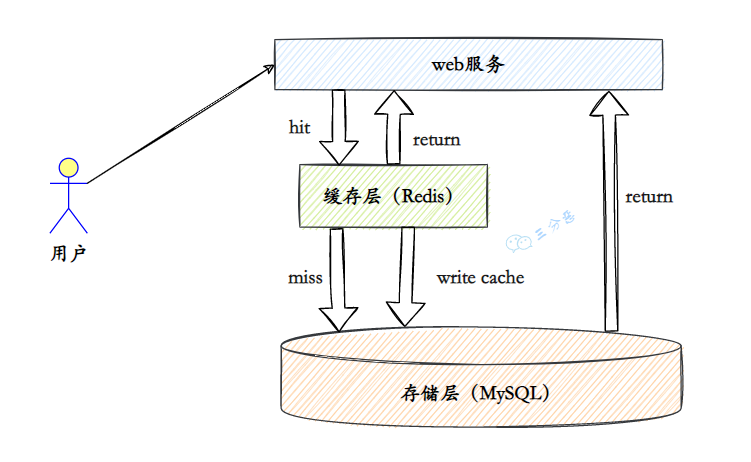 web服务
hit
return
缓存层（Redis）
return
三分恶
用户
miss
write cache
存储层（MySQL）